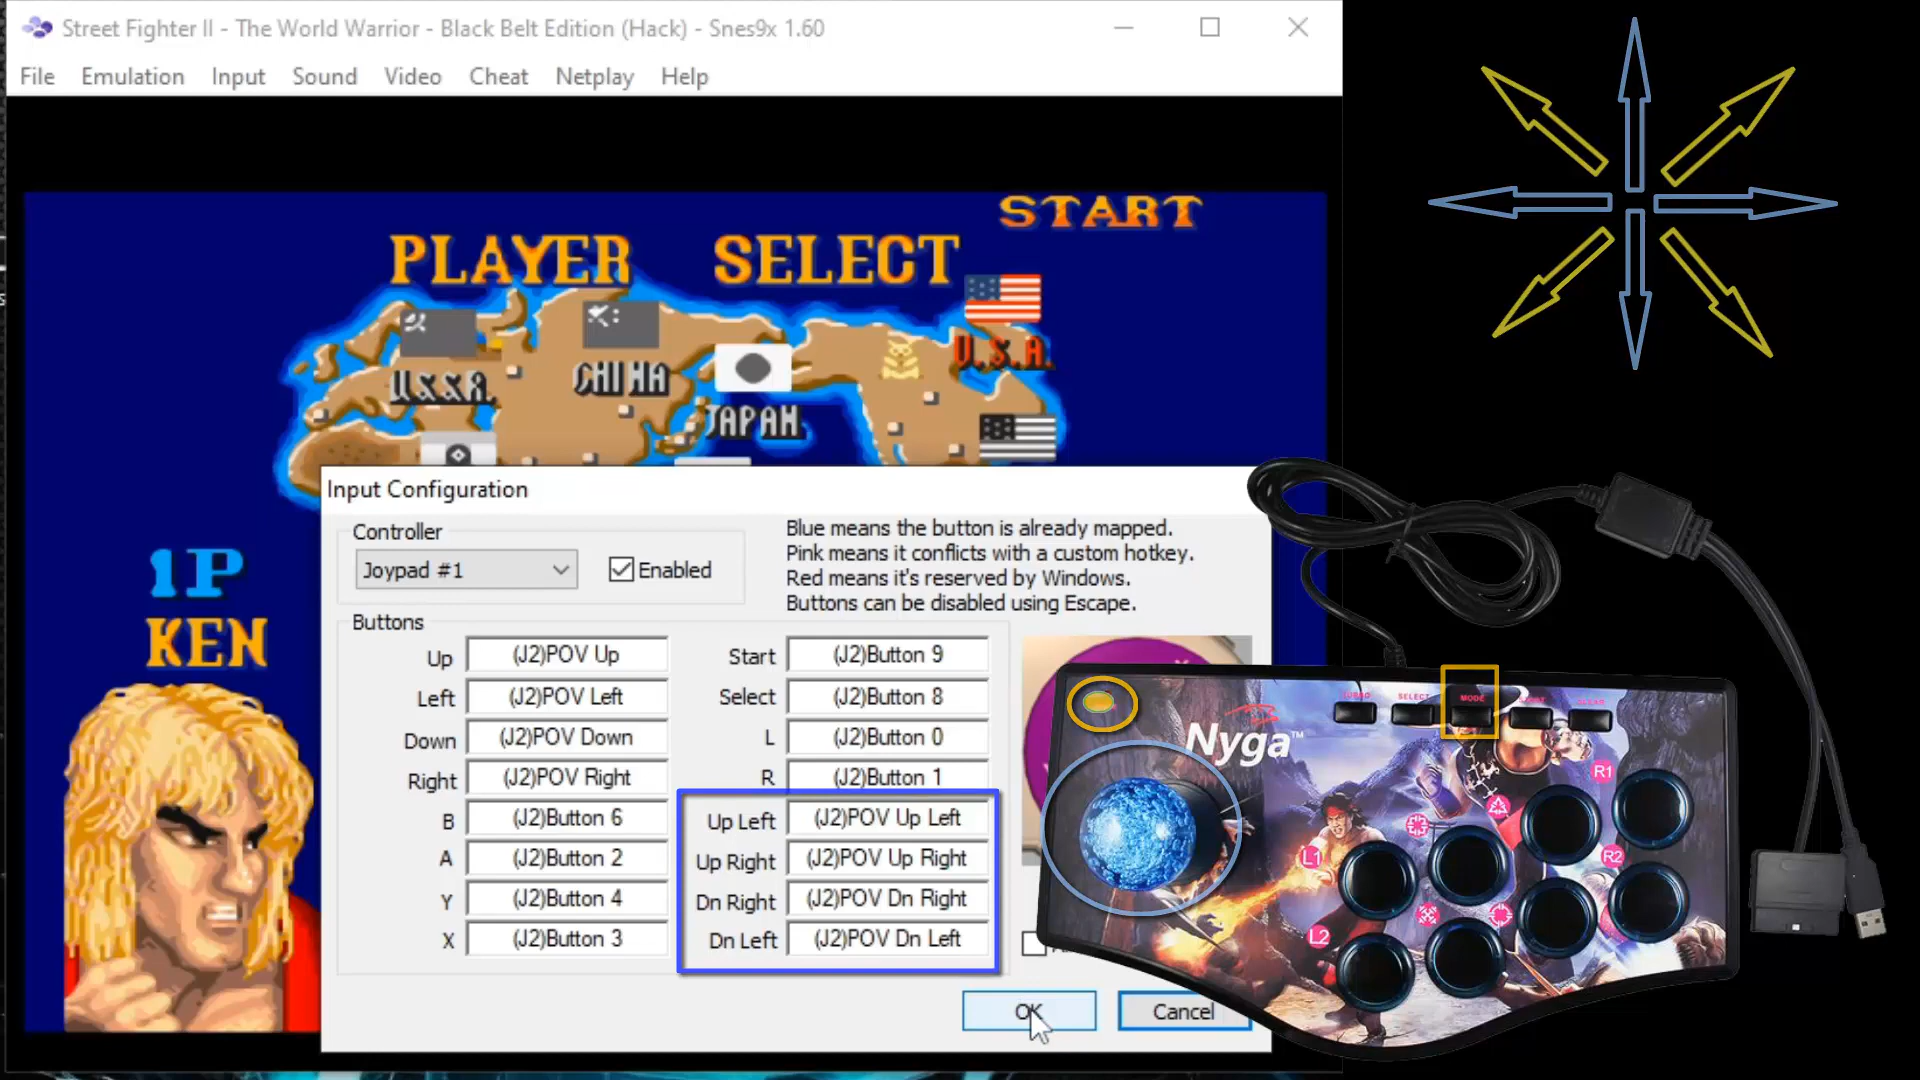 Street Fighter II - The World Warrior - Black Belt Edition (Hack) - Snes9x 1.60
File Emulation Input Sound Video Cheat Netplay Help
START
PLAYER SELECT
U.S.S.R.
CHINA
JAPAN
U.S.A.
1P
KEN
Input Configuration
Controller
Joypad #1
Enabled
Blue means the button is already mapped.
Pink means it conflicts with a custom hotkey.
Red means it's reserved by Windows.
Buttons can be disabled using Escape.
Buttons
Up (J2)POV Up
Left (J2)POV Left
Down (J2)POV Down
Right (J2)POV Right
B (J2)Button 6
A (J2)Button 2
Y (J2)Button 4
X (J2)Button 3
Start (J2)Button 9
Select (J2)Button 8
L (J2)Button 0
R (J2)Button 1
Up Left (J2)POV Up Left
Up Right (J2)POV Up Right
Dn Right (J2)POV Dn Right
Dn Left (J2)POV Dn Left
OK
Cancel
TURBO SELECT MODE START CLEAR
Nyga™
R1
L1
R2
L2